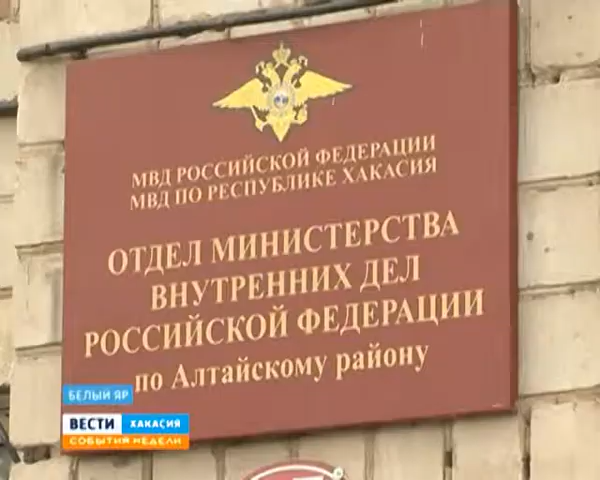 МВД РОССИЙСКОЙ ФЕДЕРАЦИИ
МВД ПО РЕСПУБЛИКЕ ХАКАСИЯ
ОТДЕЛ МИНИСТЕРСТВА
ВНУТРЕННИХ ДЕЛ
РОССИЙСКОЙ ФЕДЕРАЦИИ
по Алтайскому району
БЕЛЫЙ ЯР
ВЕСТИ ХАКАСИЯ
СОБЫТИЯ НЕДЕЛИ